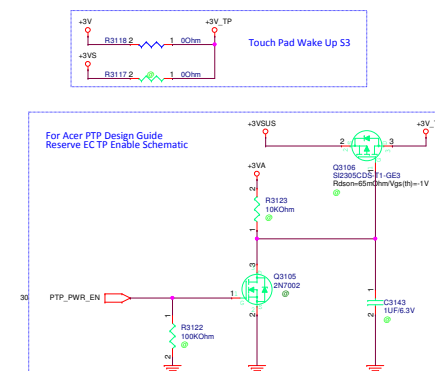 +3V +3V_TP
R3118 2 1 0Ohm
Touch Pad Wake Up S3
+3VS
R3117 2 @ 1 0Ohm
For Acer PTP Design Guide
Reserve EC TP Enable Schematic
+3VSUS +3V_
2 3
Q3106
SI2305CDS-T1-GE3
Rdson=65mOhm/Vgs(th)=-1V
@
1
+3VA
2
R3123
10KOhm
1 @
3
Q3105
2N7002
@
30 PTP_PWR_EN 1
2
1
C3143
1UF/6.3V
2 @
1
R3122
100KOhm
2 @